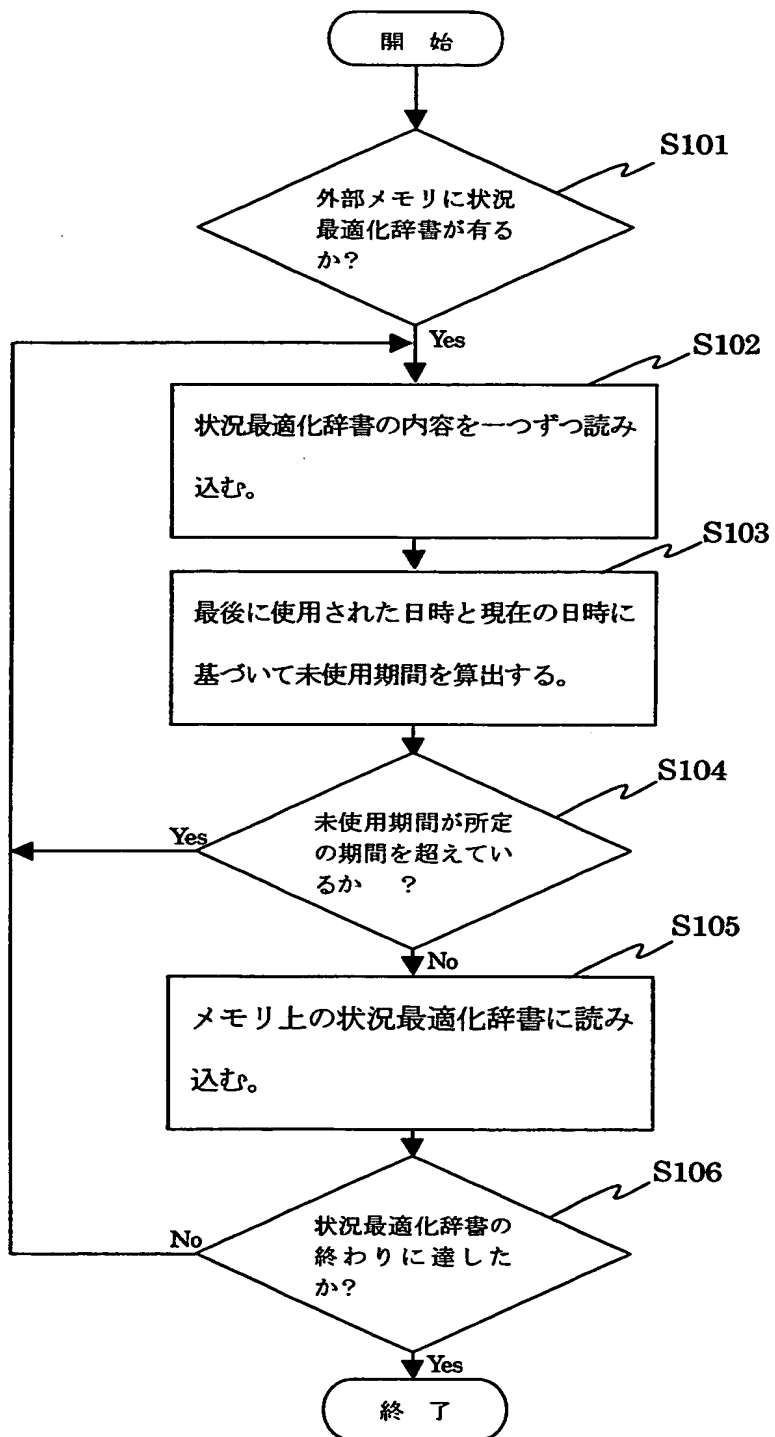 開 始
S101
外部メモリに状況
最適化辞書が有る
か?
Yes
S102
状況最適化辞書の内容を一つずつ読み
込む。
S103
最後に使用された日時と現在の日時に
基づいて未使用期間を算出する。
S104
Yes
未使用期間が所定
の期間を超えてい
るか ?
No
S105
メモリ上の状況最適化辞書に読み
込む。
S106
No
状況最適化辞書の
終わりに達した
か?
Yes
終 了